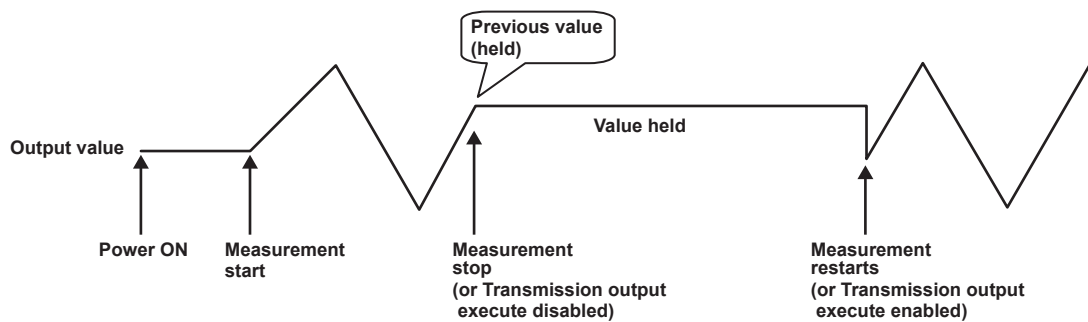 Previous value
(held)
Output value
Value held
Power ON
Measurement
start
Measurement
stop
(or Transmission output
execute disabled)
Measurement
restarts
(or Transmission output
execute enabled)